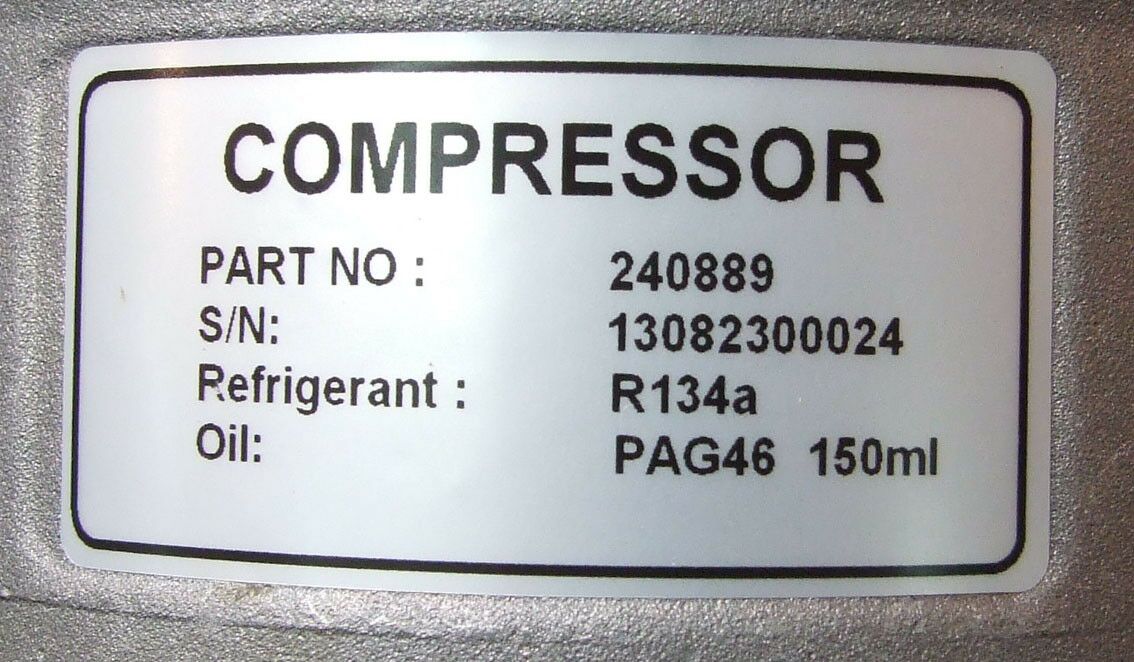 COMPRESSOR
PART NO : 240889
S/N: 13082300024
Refrigerant : R134a
Oil: PAG46 150ml